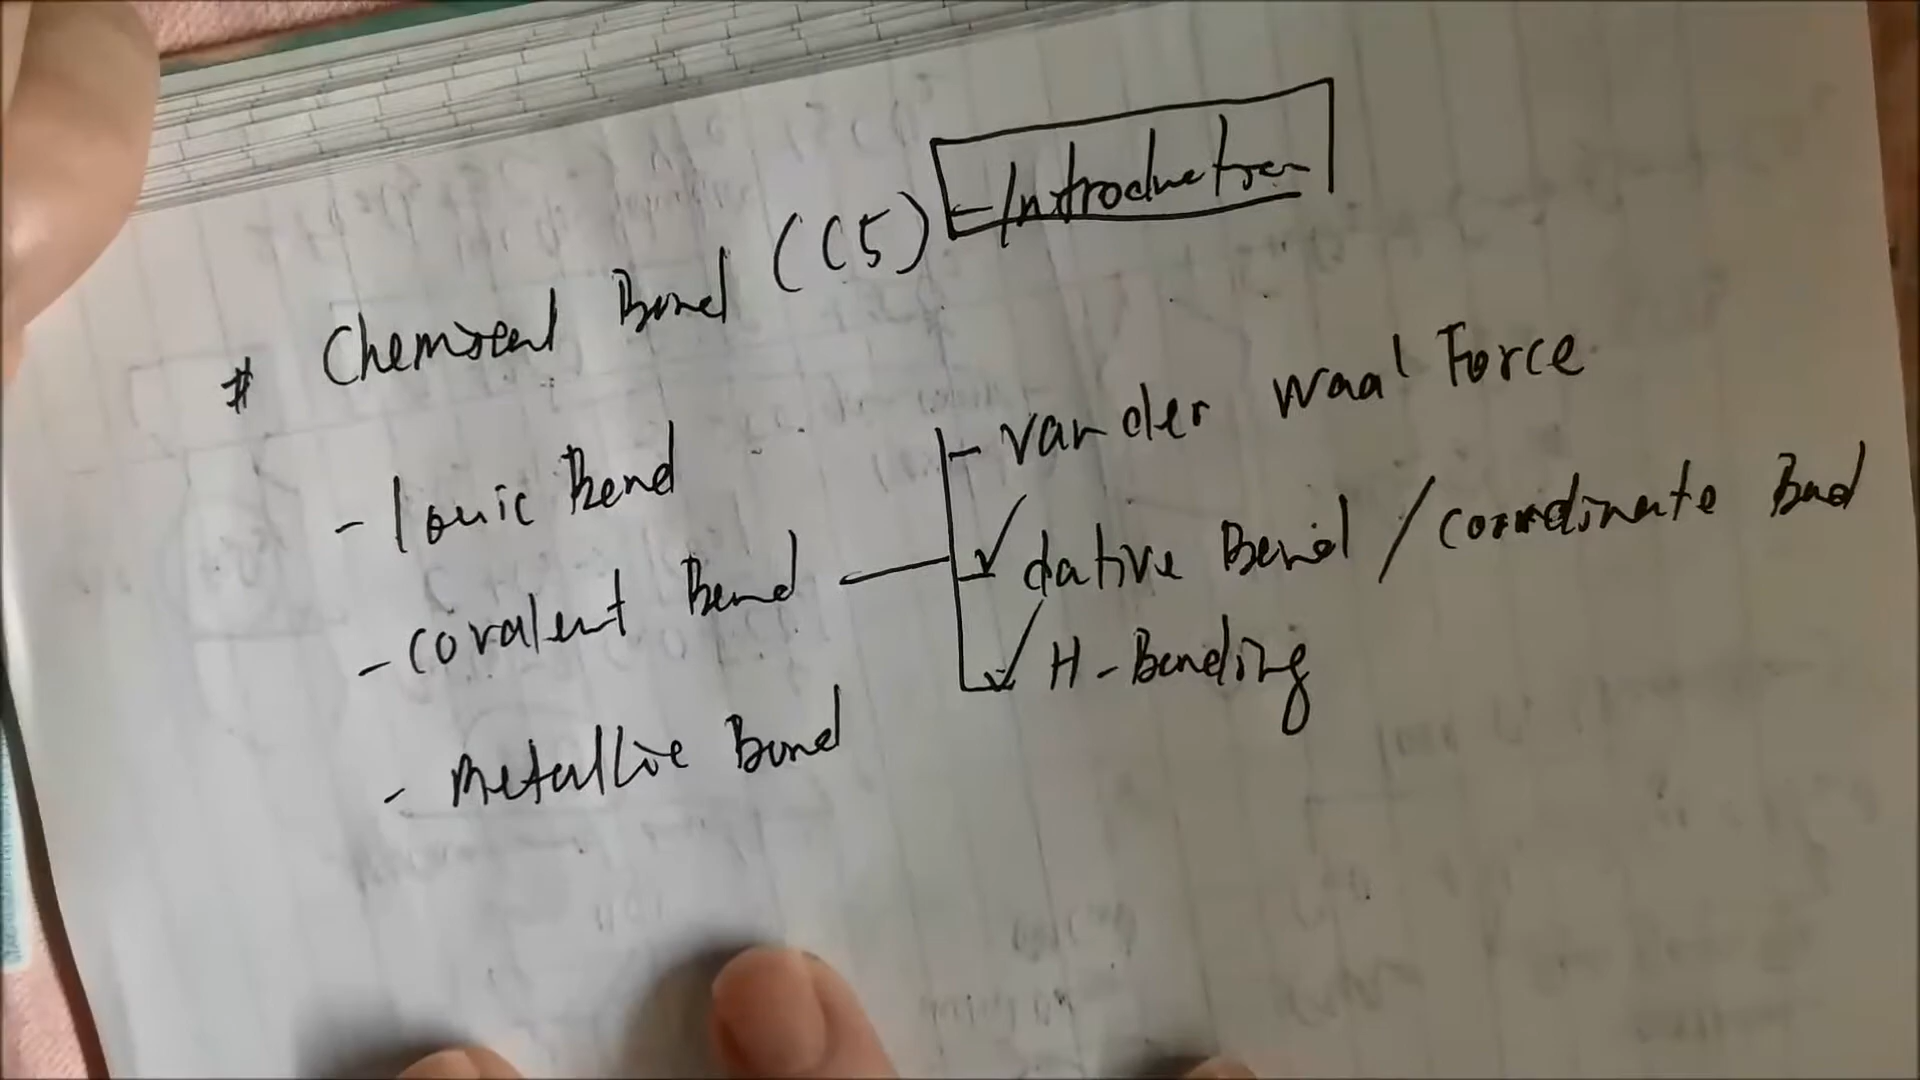 # Chemical Bond (C5) - Introduction
- Ionic Bond
- Covalent Bond
- Metallic Bond
- Van der Waal Force
dative Bond / Coordinate Bond
H-Bonding